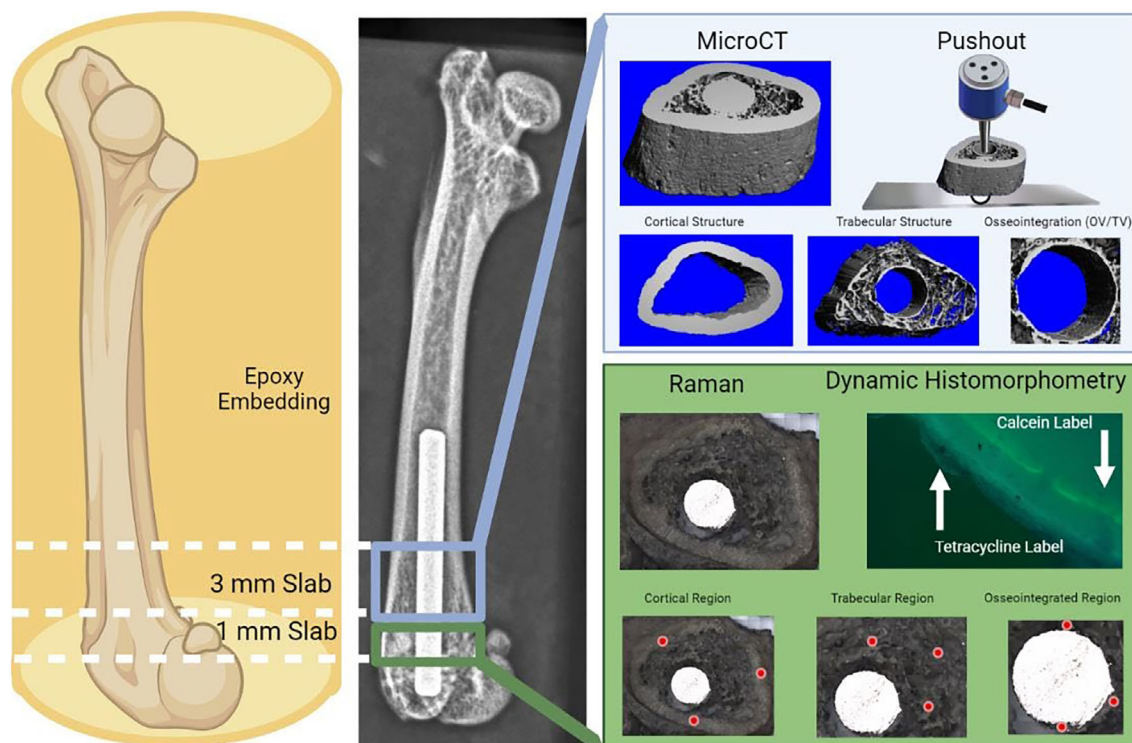 Epoxy
Embedding
3 mm Slab
1 mm Slab
MicroCT
Pushout
Cortical Structure
Trabecular Structure
Osseointegration (OV/TV)
Raman
Dynamic Histomorphometry
Calcein Label
Tetracycline Label
Cortical Region
Trabecular Region
Osseointegrated Region